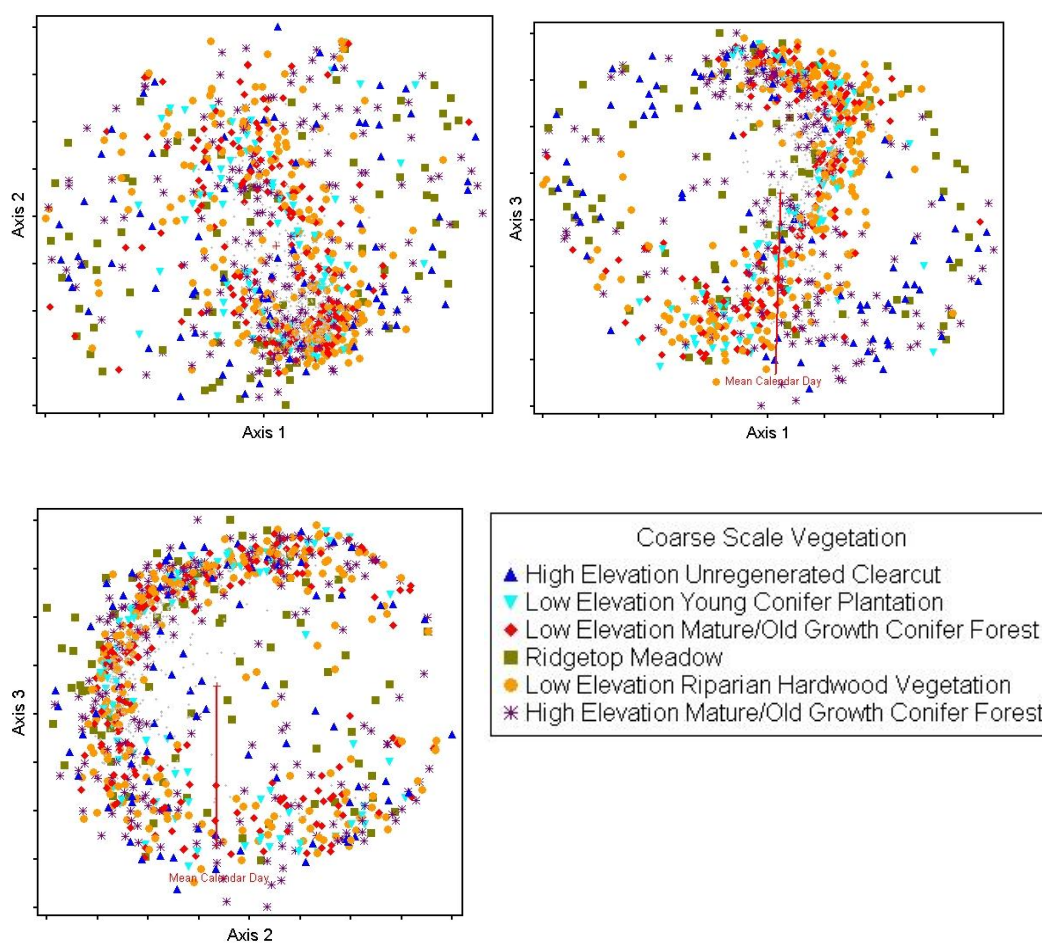 Axis 2
Axis 1
Axis 3
Mean Calendar Day
Axis 1
Axis 3
Mean Calendar Day
Axis 2
Coarse Scale Vegetation
High Elevation Unregenerated Clearcut
Low Elevation Young Conifer Plantation
Low Elevation Mature/Old Growth Conifer Forest
Ridgetop Meadow
Low Elevation Riparian Hardwood Vegetation
High Elevation Mature/Old Growth Conifer Forest